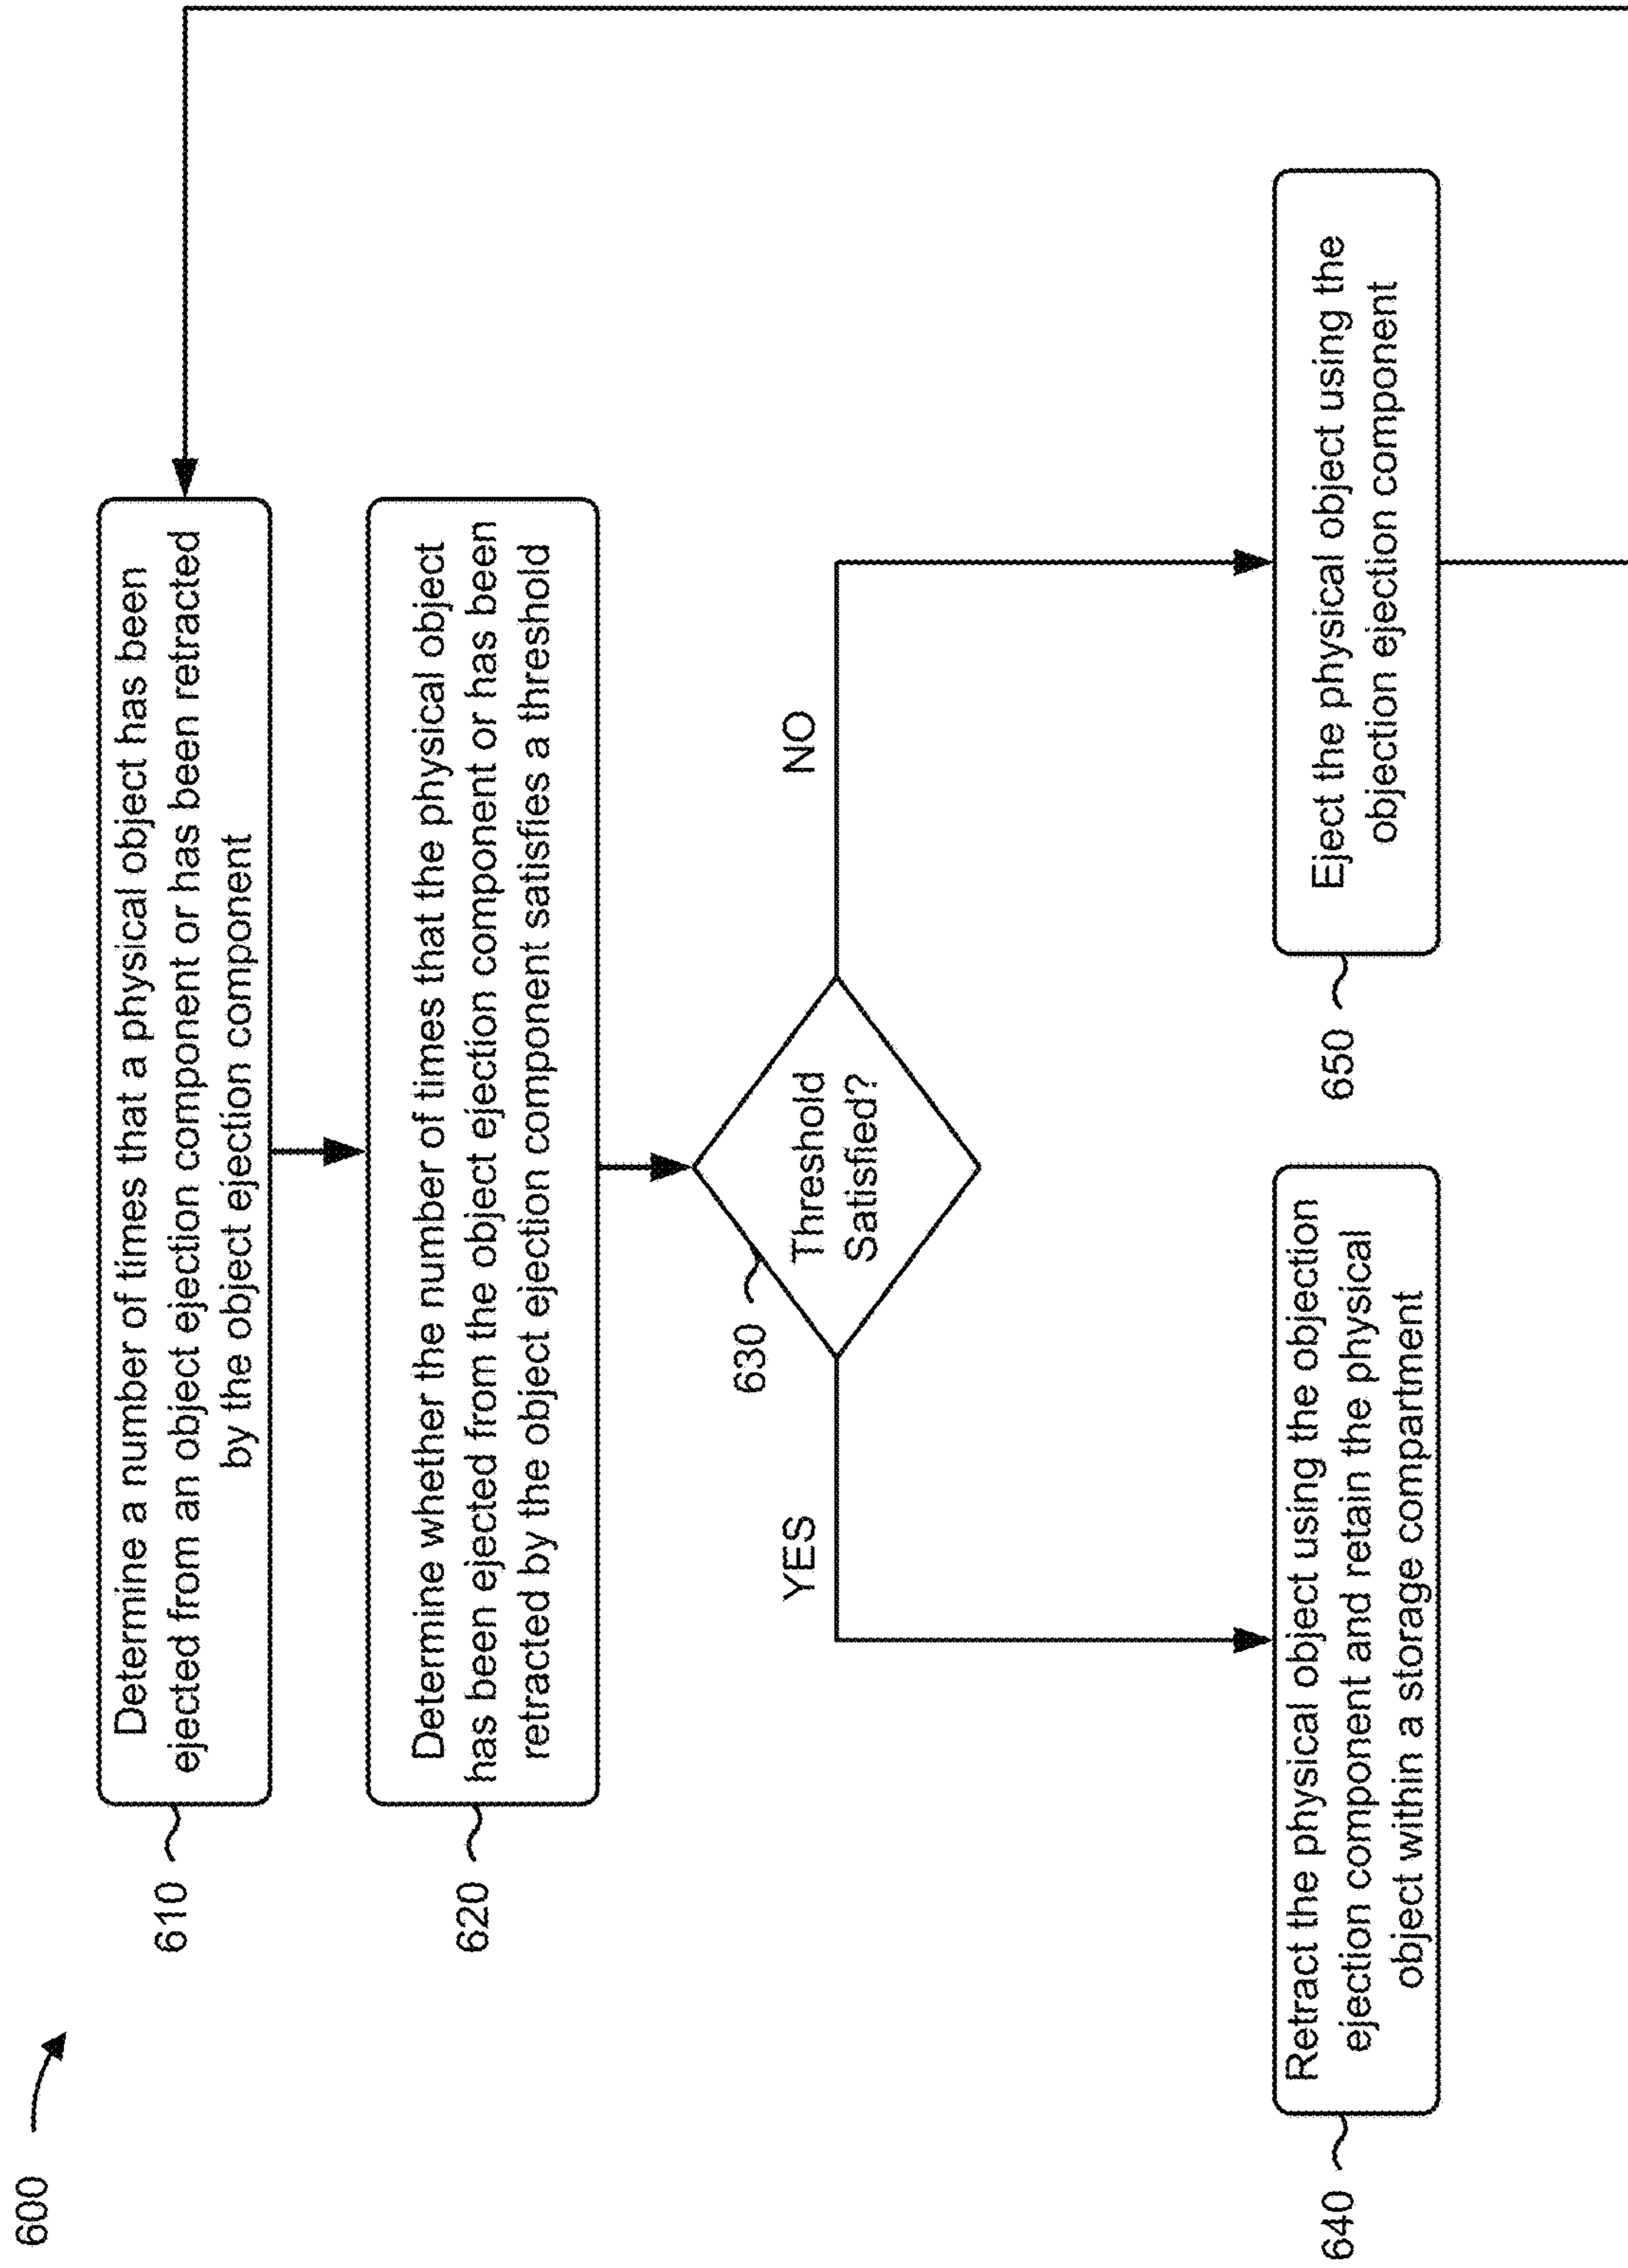 600
610
Determine a number of times that a physical object has been
ejected from an object ejection component or has been retracted
by the object ejection component
620
Determine whether the number of times that the physical object
has been ejected from the object ejection component or has been
retracted by the object ejection component satisfies a threshold
630
Threshold
Satisfied?
YES
NO
640
Retract the physical object using the objection
ejection component and retain the physical
object within a storage compartment
650
Eject the physical object using the
objection ejection component